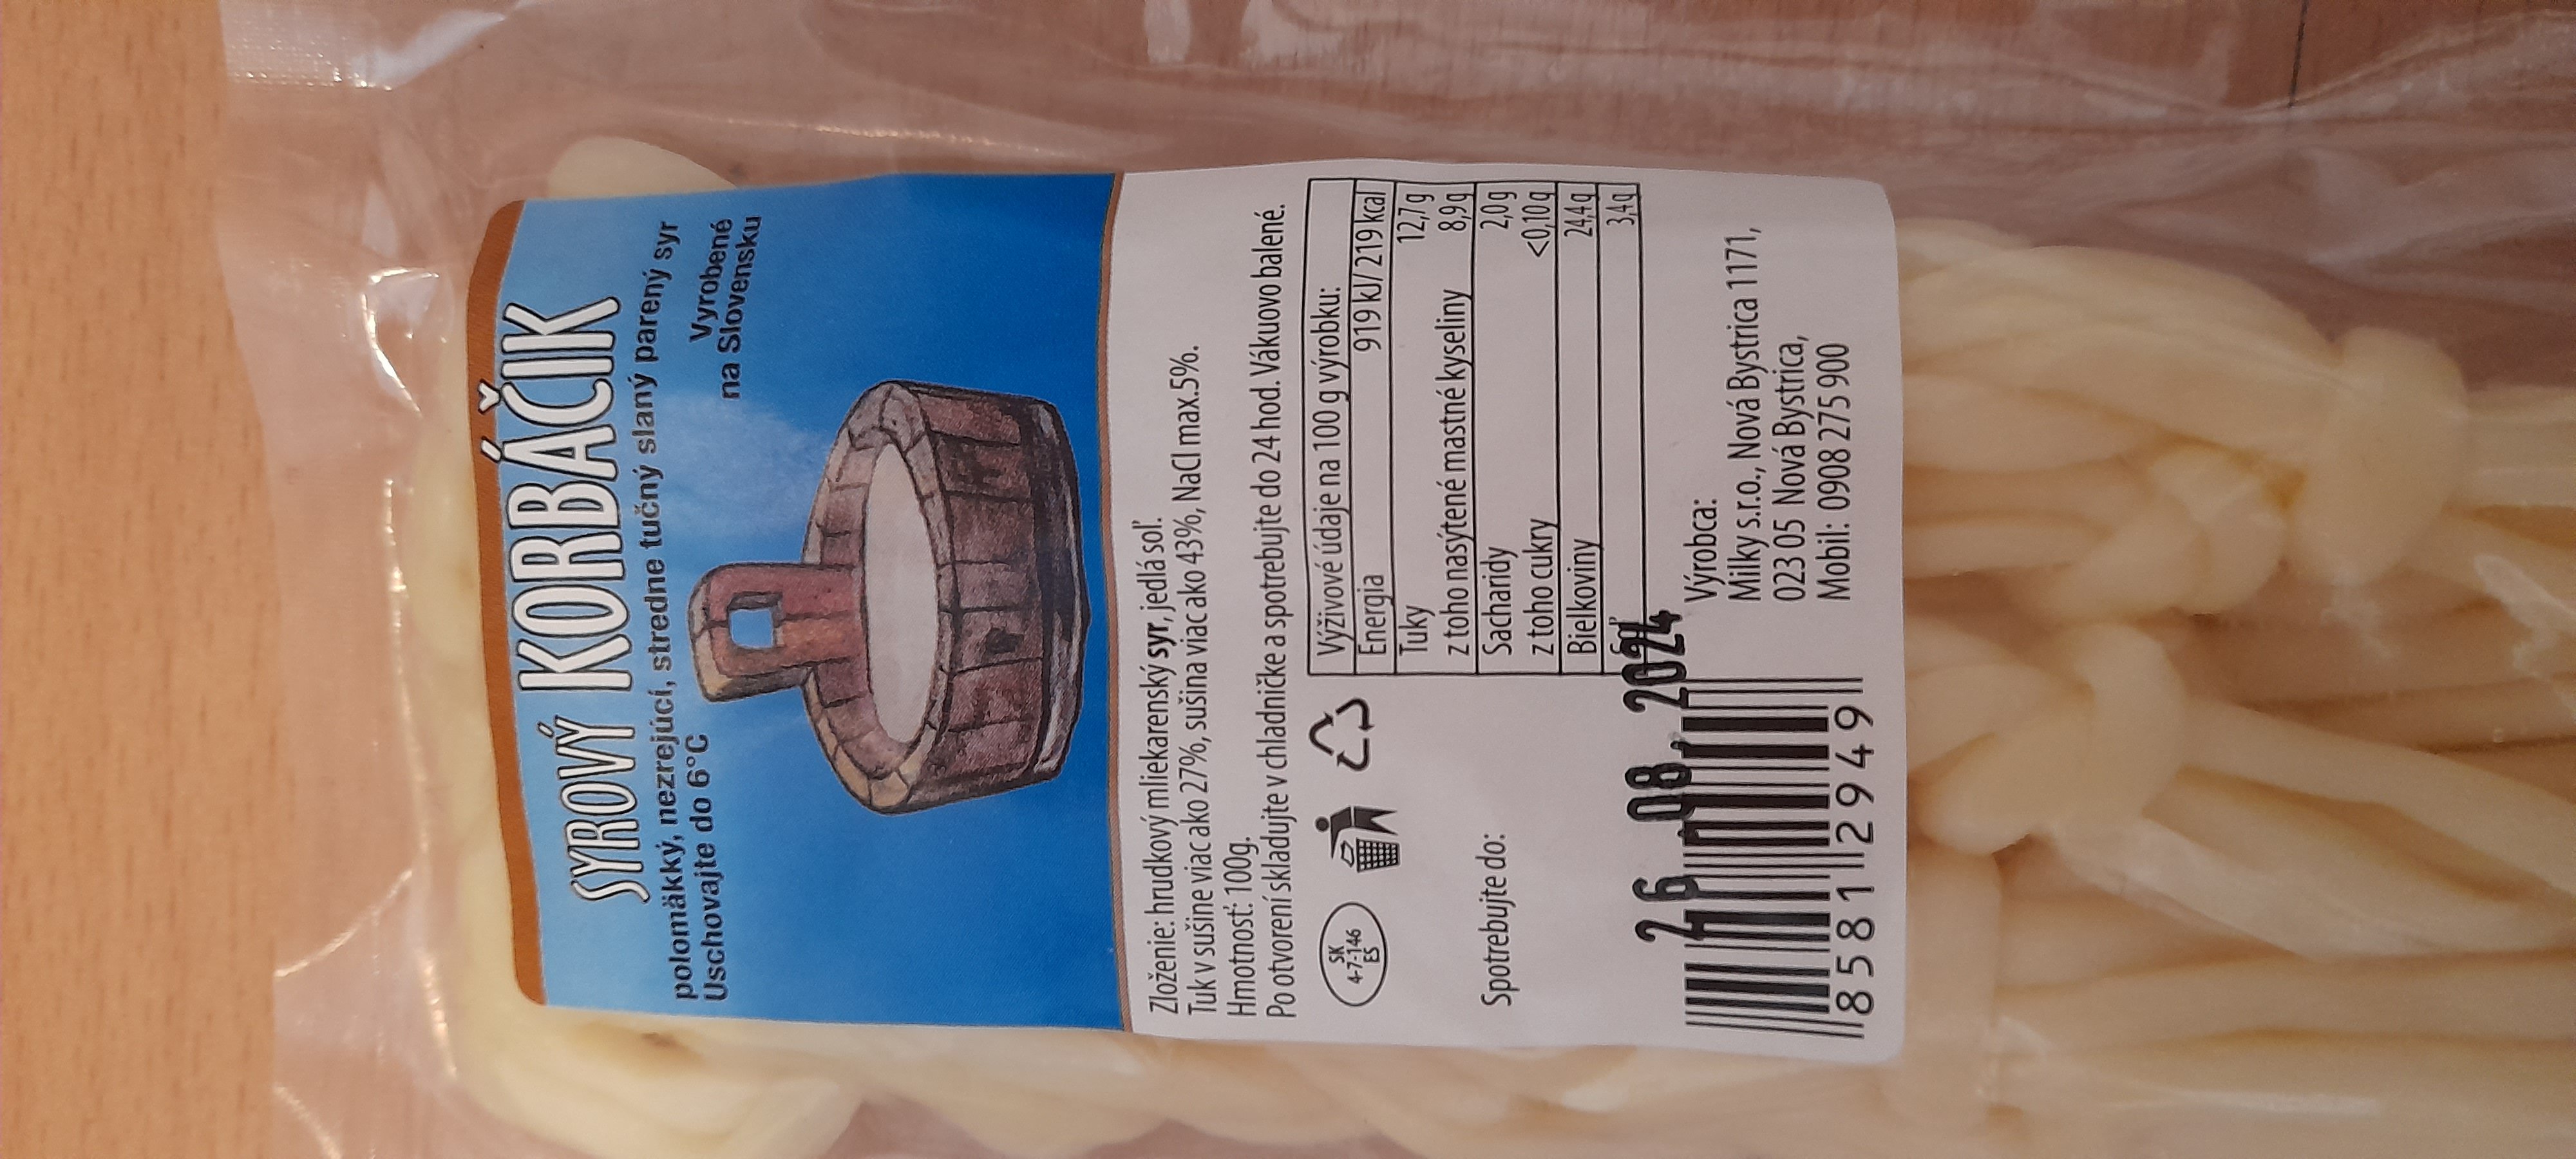 SYROVÝ KORBÁČIK
polomäkký, nezrejúci, stredne tučný slaný parený syr
Uschovajte do 6°C
Vyrobené
na Slovensku
Zloženie: hrudkový mliekarenský syr, jedlá soľ.
Tuk v sušine viac ako 27%, sušina viac ako 43%, NaCl max.5%.
Hmotnosť: 100g.
Po otvorení skladujte v chladničke a spotrebujte do 24 hod. Vákuovo balené.
SK
4-7-146
ES
Výživové údaje na 100 g výrobku:
Energia 919 kJ/ 219 kcal
Tuky 12,7 g
z toho nasýtené mastné kyseliny 8,9 g
Sacharidy 2,0 g
z toho cukry <0,10 g
Bielkoviny 24,4 g
3,4 g
Spotrebujte do:
26.08.2024
85812949
Výrobca:
Milky s.r.o., Nová Bystrica 1171,
023 05 Nová Bystrica,
Mobil: 0908 275 900